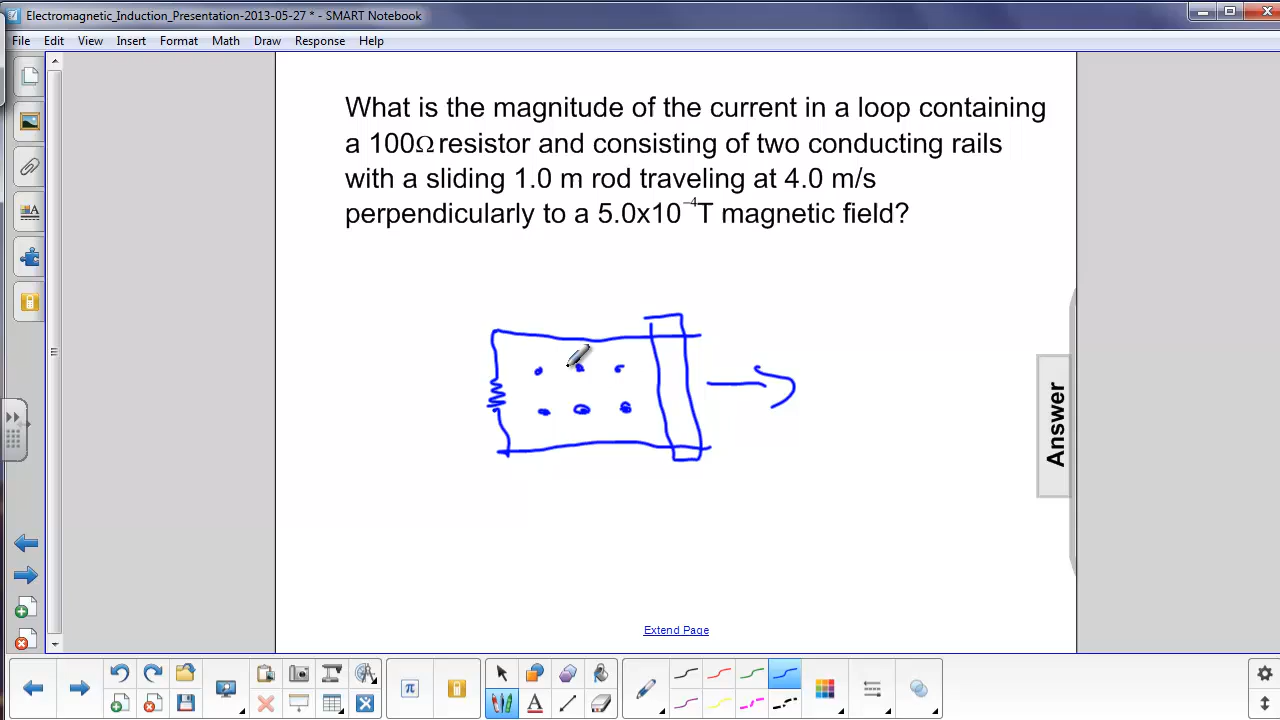 Electromagnetic_Induction_Presentation-2013-05-27 * - SMART Notebook
File Edit View Insert Format Math Draw Response Help
What is the magnitude of the current in a loop containing
a 100Ω resistor and consisting of two conducting rails
with a sliding 1.0 m rod traveling at 4.0 m/s
perpendicularly to a 5.0x10⁻⁴T magnetic field?
Answer
Extend Page